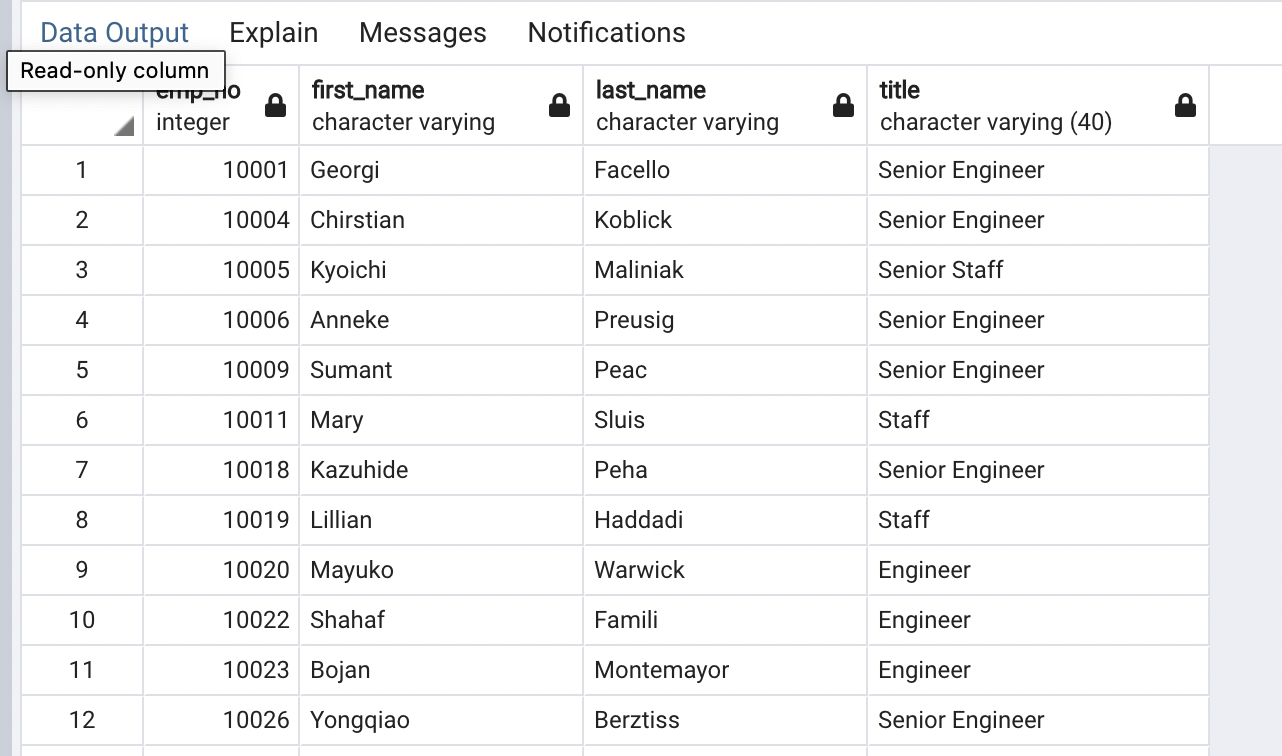 Data Output Explain Messages Notifications
Read-only column
emp_no first_name last_name title
integer character varying character varying character varying (40)
1 10001 Georgi Facello Senior Engineer
2 10004 Chirstian Koblick Senior Engineer
3 10005 Kyoichi Maliniak Senior Staff
4 10006 Anneke Preusig Senior Engineer
5 10009 Sumant Peac Senior Engineer
6 10011 Mary Sluis Staff
7 10018 Kazuhide Peha Senior Engineer
8 10019 Lillian Haddadi Staff
9 10020 Mayuko Warwick Engineer
10 10022 Shahaf Famili Engineer
11 10023 Bojan Montemayor Engineer
12 10026 Yongqiao Berztiss Senior Engineer